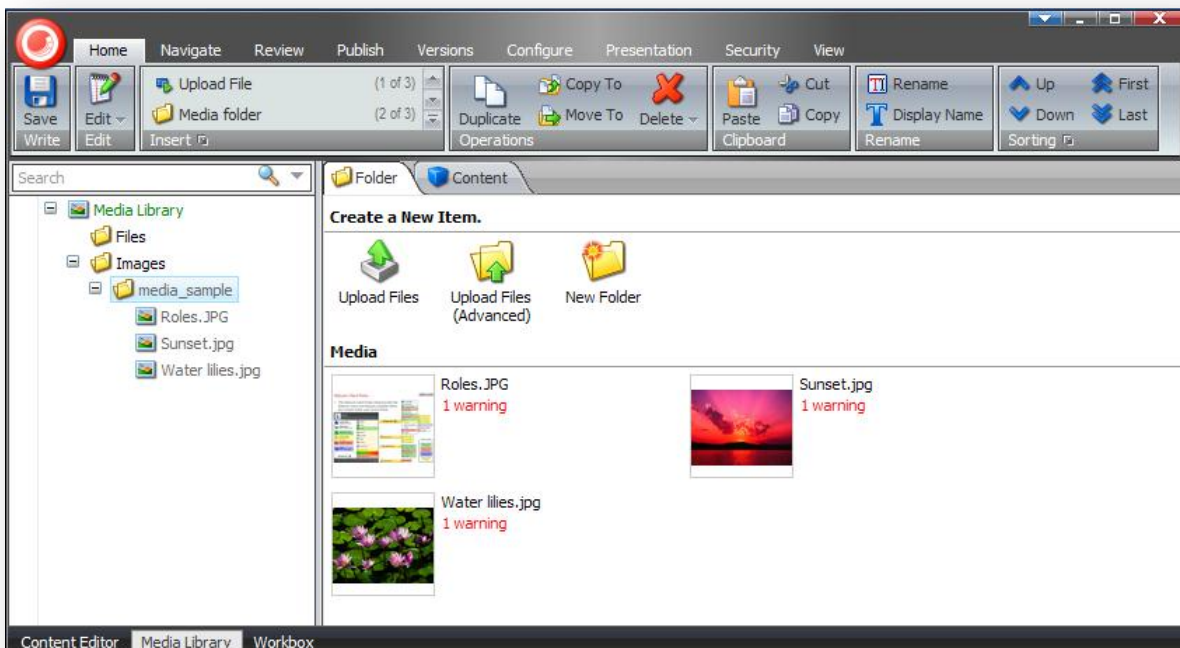 Home Navigate Review Publish Versions Configure Presentation Security View
Save
Write
Edit
Edit
Upload File (1 of 3)
Media folder (2 of 3)
Insert
Duplicate
Copy To
Move To
Delete
Operations
Paste
Cut
Copy
Clipboard
Rename
Display Name
Rename
Up First
Down Last
Sorting
Search
Media Library
Files
Images
media_sample
Roles.JPG
Sunset.jpg
Water lilies.jpg
Folder Content
Create a New Item.
Upload Files
Upload Files
(Advanced)
New Folder
Media
Roles.JPG
1 warning
Sunset.jpg
1 warning
Water lilies.jpg
1 warning
Content Editor Media Library Workbox